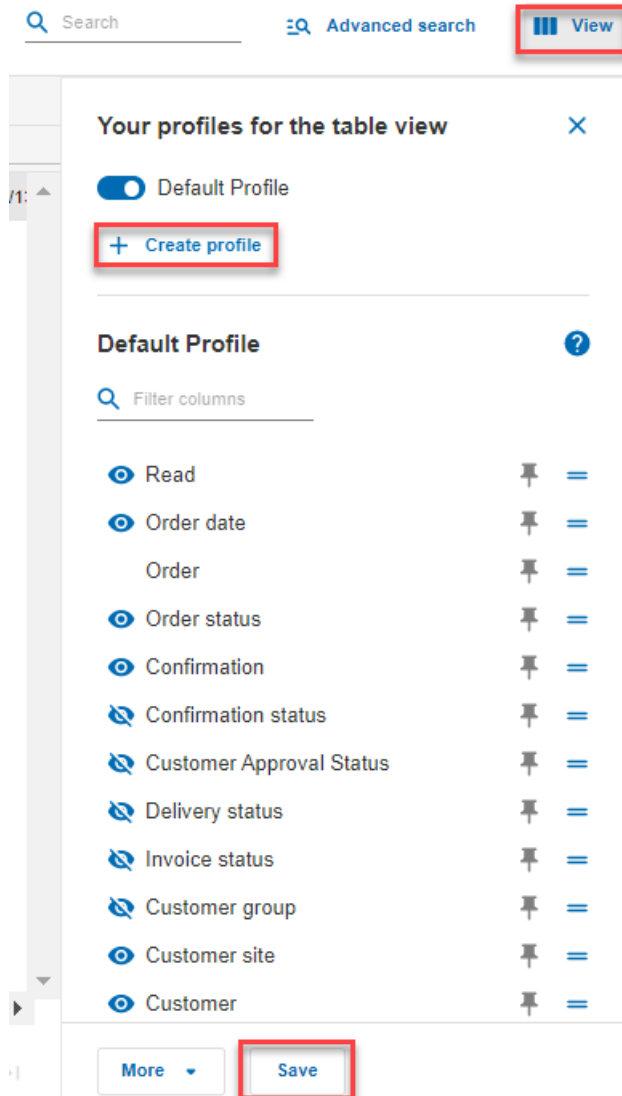 Search
Advanced search
View
Your profiles for the table view
/1
Default Profile
Create profile
Default Profile
Filter columns
Read
Order date
Order
Order status
Confirmation
Confirmation status
Customer Approval Status
Delivery status
Invoice status
Customer group
Customer site
Customer
More
Save